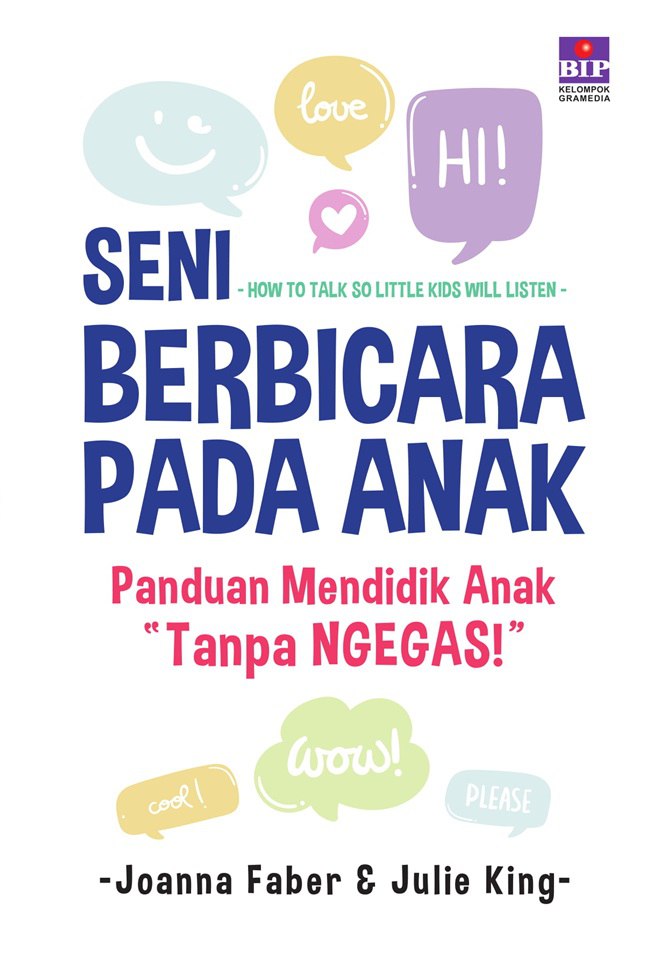 BIP
KELOMPOK
GRAMEDIA
love
HI!
SENI
- HOW TO TALK SO LITTLE KIDS WILL LISTEN -
BERBICARA
PADA ANAK
Panduan Mendidik Anak
“Tanpa NGEGAS!”
wow!
cool!
PLEASE
-Joanna Faber & Julie King-